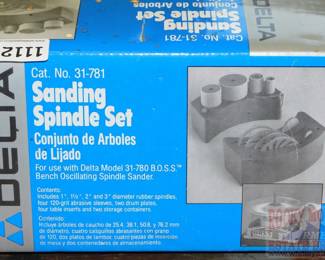 Sanding
Spindle Set
Conjunto de Arboles
DELTA
Cat. No. 31-781
1112
DELTA
Cat. No. 31-781
Sanding
Spindle Set
Conjunto de Arboles
de Lijado
For use with Delta Model 31-780 B.O.S.S.™
Bench Oscillating Spindle Sander.
Contents:
Includes 1", 1½", 2" and 3" diameter rubber spindles,
four 120-grit abrasive sleeves, two drum plates,
four table inserts and two storage containers.
Contenido:
Incluye árboles de caucho de 25.4, 38.1, 50.8, y 76.2 mm
de diámetro, cuatro casquillos abrasivos con grano
de 120, dos platos de tambor, cuatro piezas de inserción
de mesa y dos contenedores de almacenamiento.